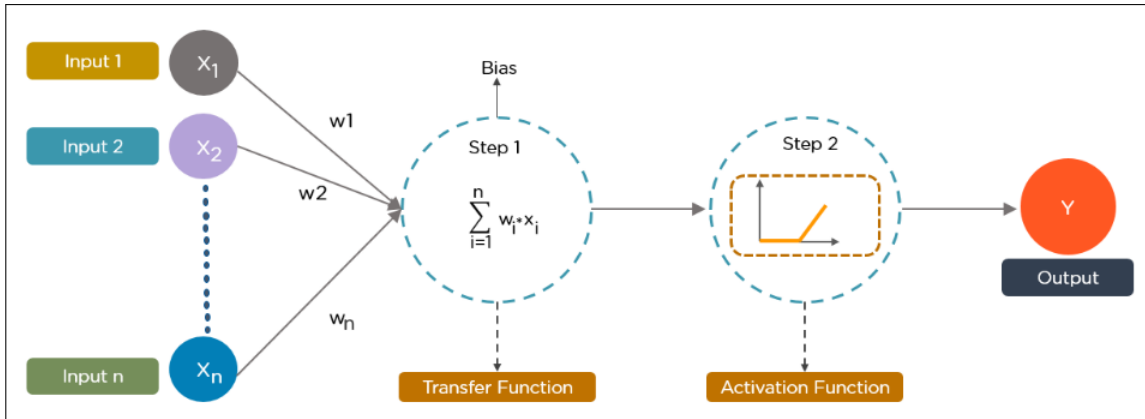 Input 1
X1
Input 2
X2
Input n
Xn
w1
w2
wn
Bias
Step 1
n
∑ wi*xi
i=1
Transfer Function
Step 2
Activation Function
Y
Output